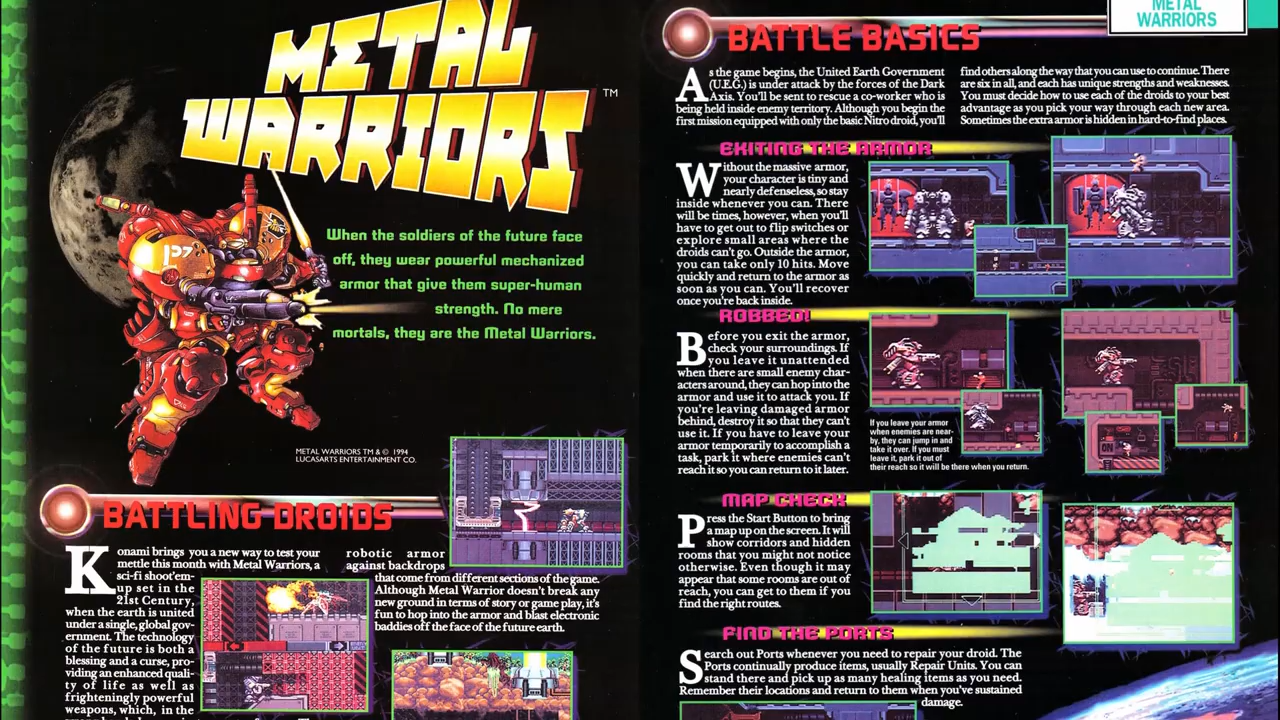 METAL
WARRIORS
™
When the soldiers of the future face
off, they wear powerful mechanized
armor that give them super-human
strength. No mere
mortals, they are the Metal Warriors.
METAL WARRIORS TM & © 1994
LUCASARTS ENTERTAINMENT CO.
BATTLING DROIDS
Konami brings you a new way to test your
mettle this month with Metal Warriors, a
sci-fi shoot'em-
up set in the
21st Century,
when the earth is united
under a single, global gov-
ernment. The technology
of the future is both a
blessing and a curse, pro-
viding an enhanced quali-
ty of life as well as
frighteningly powerful
weapons, which, in the
robotic armor
against backdrops
that come from different sections of the game.
Although Metal Warrior doesn't break any
new ground in terms of story or game play, it's
fun to hop into the armor and blast electronic
baddies off the face of the future earth.
METAL
WARRIORS
BATTLE BASICS
As the game begins, the United Earth Government
(U.E.G.) is under attack by the forces of the Dark
Axis. You'll be sent to rescue a co-worker who is
being held inside enemy territory. Although you begin the
first mission equipped with only the basic Nitro droid, you'll
find others along the way that you can use to continue. There
are six in all, and each has unique strengths and weaknesses.
You must decide how to use each of the droids to your best
advantage as you pick your way through each new area.
Sometimes the extra armor is hidden in hard-to-find places.
EXITING THE ARMOR
Without the massive armor,
your character is tiny and
nearly defenseless, so stay
inside whenever you can. There
will be times, however, when you'll
have to get out to flip switches or
explore small areas where the
droids can't go. Outside the armor,
you can take only 10 hits. Move
quickly and return to the armor as
soon as you can. You'll recover
once you're back inside.
ROBBED!
Before you exit the armor,
check your surroundings. If
you leave it unattended
when there are small enemy char-
acters around, they can hop into the
armor and use it to attack you. If
you're leaving damaged armor
behind, destroy it so that they can't
use it. If you have to leave your
armor temporarily to accomplish a
task, park it where enemies can't
reach it so you can return to it later.
If you leave your armor
when enemies are near-
by, they can jump in and
take it over. If you must
leave it, park it out of
their reach so it will be there when you return.
ON
MAP CHECK
Press the Start Button to bring
a map up on the screen. It will
show corridors and hidden
rooms that you might not notice
otherwise. Even though it may
appear that some rooms are out of
reach, you can get to them if you
find the right routes.
FIND THE PORTS
Search out Ports whenever you need to repair your droid. The
Ports continually produce items, usually Repair Units. You can
stand there and pick up as many healing items as you need.
Remember their locations and return to them when you've sustained
damage.